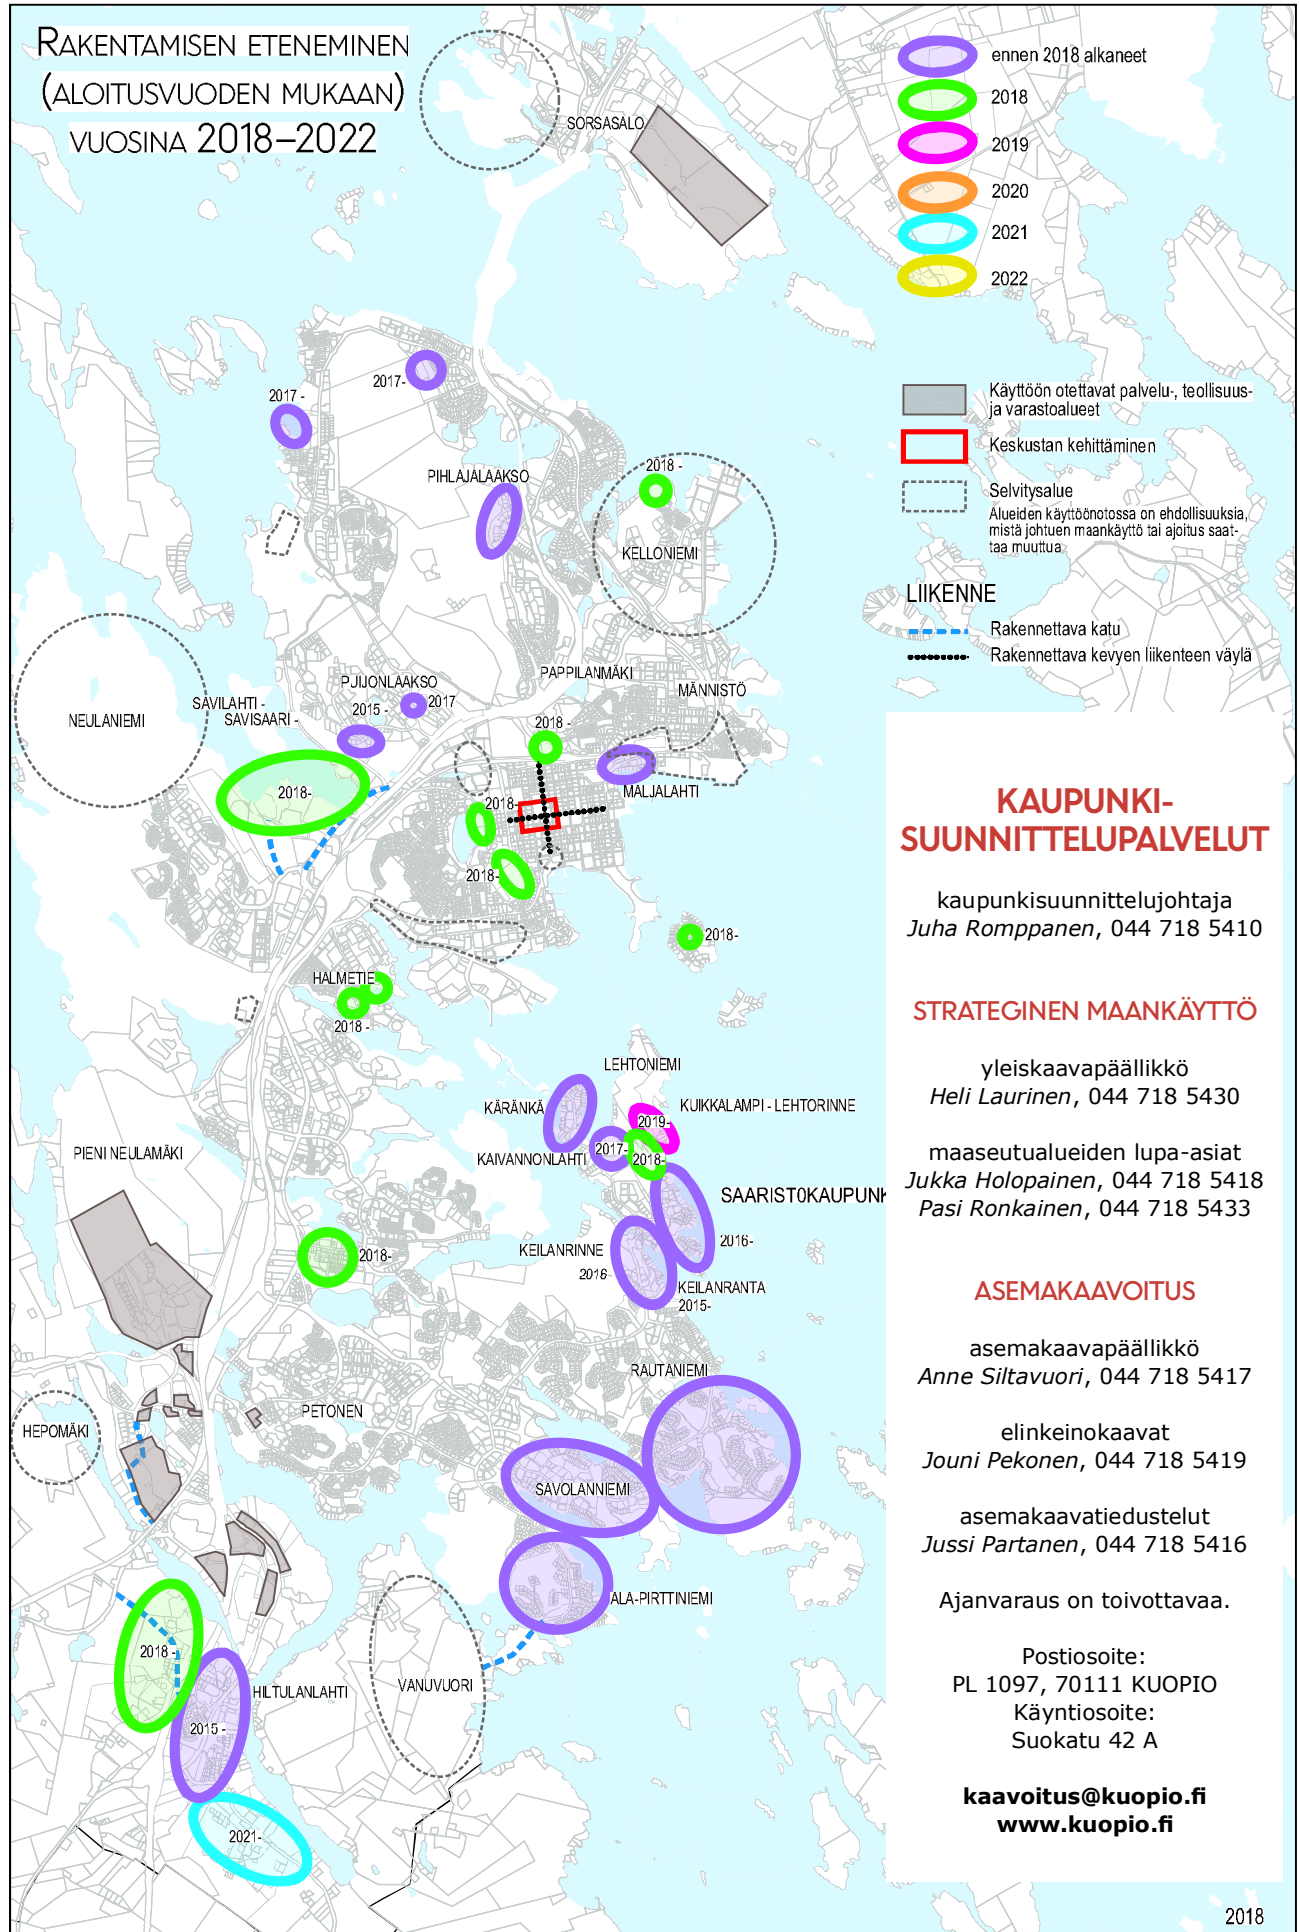 RAKENTAMISEN ETENEMINEN
(ALOITUSVUODEN MUKAAN)
VUOSINA 2018–2022
ennen 2018 alkaneet
2018
2019
2020
2021
2022
Käyttöön otettavat palvelu-, teollisuus-
ja varastoalueet
Keskustan kehittäminen
Selvitysalue
Alueiden käyttöönotossa on ehdollisuuksia,
mistä johtuen maankäyttö tai ajoitus saat-
taa muuttua
LIIKENNE
Rakennettava katu
Rakennettava kevyen liikenteen väylä
SORSASALO
2017-
2017 -
PIHLAJALAAKSO
2018 -
KELLONIEMI
PAPPILANMÄKI
MÄNNISTÖ
PUIJONLAAKSO
2017
2015 -
SAVILAHTI -
SAVISAARI -
NEULANIEMI
2018-
2018 -
MALJALAHTI
2018-
2018-
2018-
HALMETIE
2018 -
LEHTONIEMI
KÄRÄNKÄ
KUIKKALAMPI - LEHTORINNE
2019-
KAIVANNONLAHTI
2017-
2018-
SAARISTOKAUPUNK
PIENI NEULAMÄKI
2018-
KEILANRINNE
2016
2016-
KEILANRANTA
2015-
RAUTANIEMI
PETONEN
HEPOMÄKI
SAVOLANNIEMI
ALA-PIRTTINIEMI
VANUVUORI
2018 -
HILTULANLAHTI
2015 -
2021-
KAUPUNKI-
SUUNNITTELUPALVELUT
kaupunkisuunnittelujohtaja
Juha Romppanen, 044 718 5410
STRATEGINEN MAANKÄYTTÖ
yleiskaavapäällikkö
Heli Laurinen, 044 718 5430
maaseutualueiden lupa-asiat
Jukka Holopainen, 044 718 5418
Pasi Ronkainen, 044 718 5433
ASEMAKAAVOITUS
asemakaavapäällikkö
Anne Siltavuori, 044 718 5417
elinkeinokaavat
Jouni Pekonen, 044 718 5419
asemakaavatiedustelut
Jussi Partanen, 044 718 5416
Ajanvaraus on toivottavaa.
Postiosoite:
PL 1097, 70111 KUOPIO
Käyntiosoite:
Suokatu 42 A
kaavoitus@kuopio.fi
www.kuopio.fi
2018